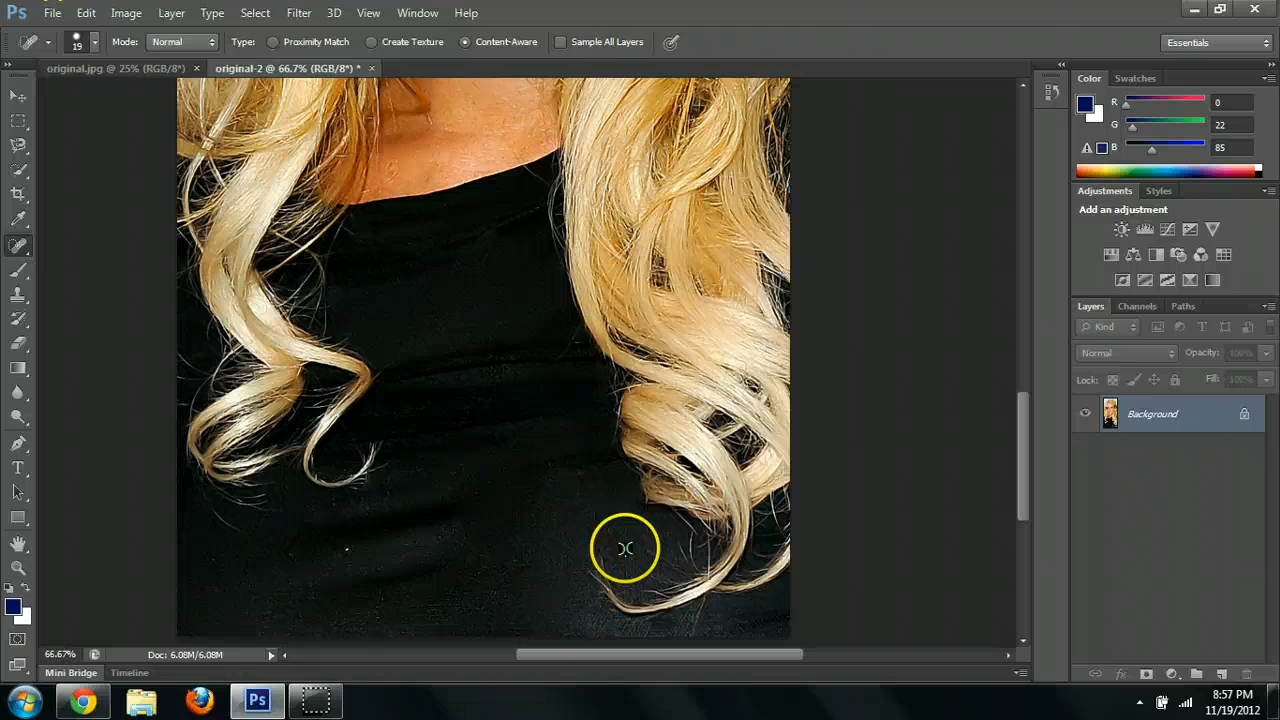 Ps File Edit Image Layer Type Select Filter 3D View Window Help
19 Mode: Normal Type: Proximity Match Create Texture Content-Aware Sample All Layers Essentials
original.jpg @ 25% (RGB/8*) × original-2 @ 66.7% (RGB/8*) * ×
Color Swatches
R 0
G 22
B 85
Adjustments Styles
Add an adjustment
Layers Channels Paths
Kind
Normal Opacity: 100%
Lock: Fill: 100%
Background
66.67% Doc: 6.08M/6.08M
Mini Bridge Timeline
Ps
8:57 PM
11/19/2012